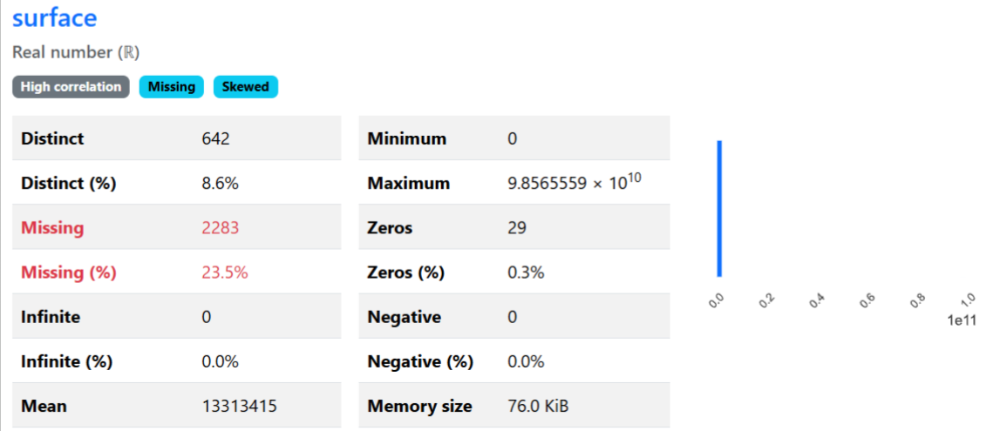 surface
Real number (ℝ)
High correlation Missing Skewed
Distinct 642 Minimum 0
Distinct (%) 8.6% Maximum 9.8565559 × 10¹⁰
Missing 2283 Zeros 29
Missing (%) 23.5% Zeros (%) 0.3%
Infinite 0 Negative 0
Infinite (%) 0.0% Negative (%) 0.0%
Mean 13313415 Memory size 76.0 KiB
0.0 0.2 0.4 0.6 0.8 1.0
1e11